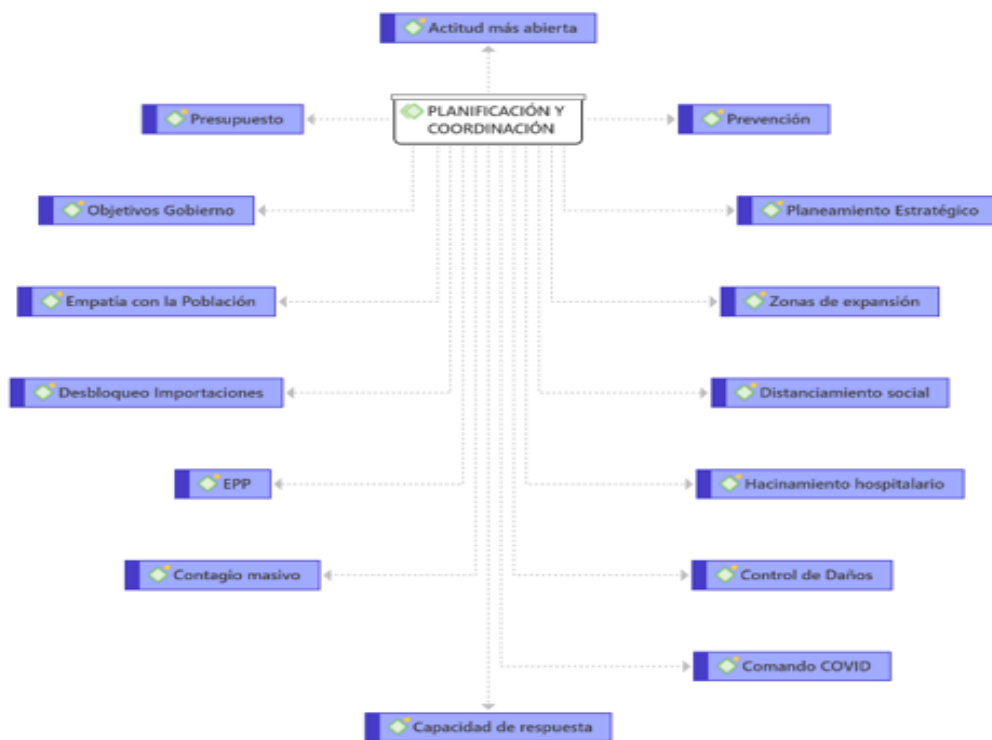 Actitud más abierta
PLANIFICACIÓN Y
COORDINACIÓN
Presupuesto
Prevención
Objetivos Gobierno
Planeamiento Estratégico
Empatía con la Población
Zonas de expansión
Desbloqueo Importaciones
Distanciamiento social
EPP
Hacinamiento hospitalario
Contagio masivo
Control de Daños
Comando COVID
Capacidad de respuesta